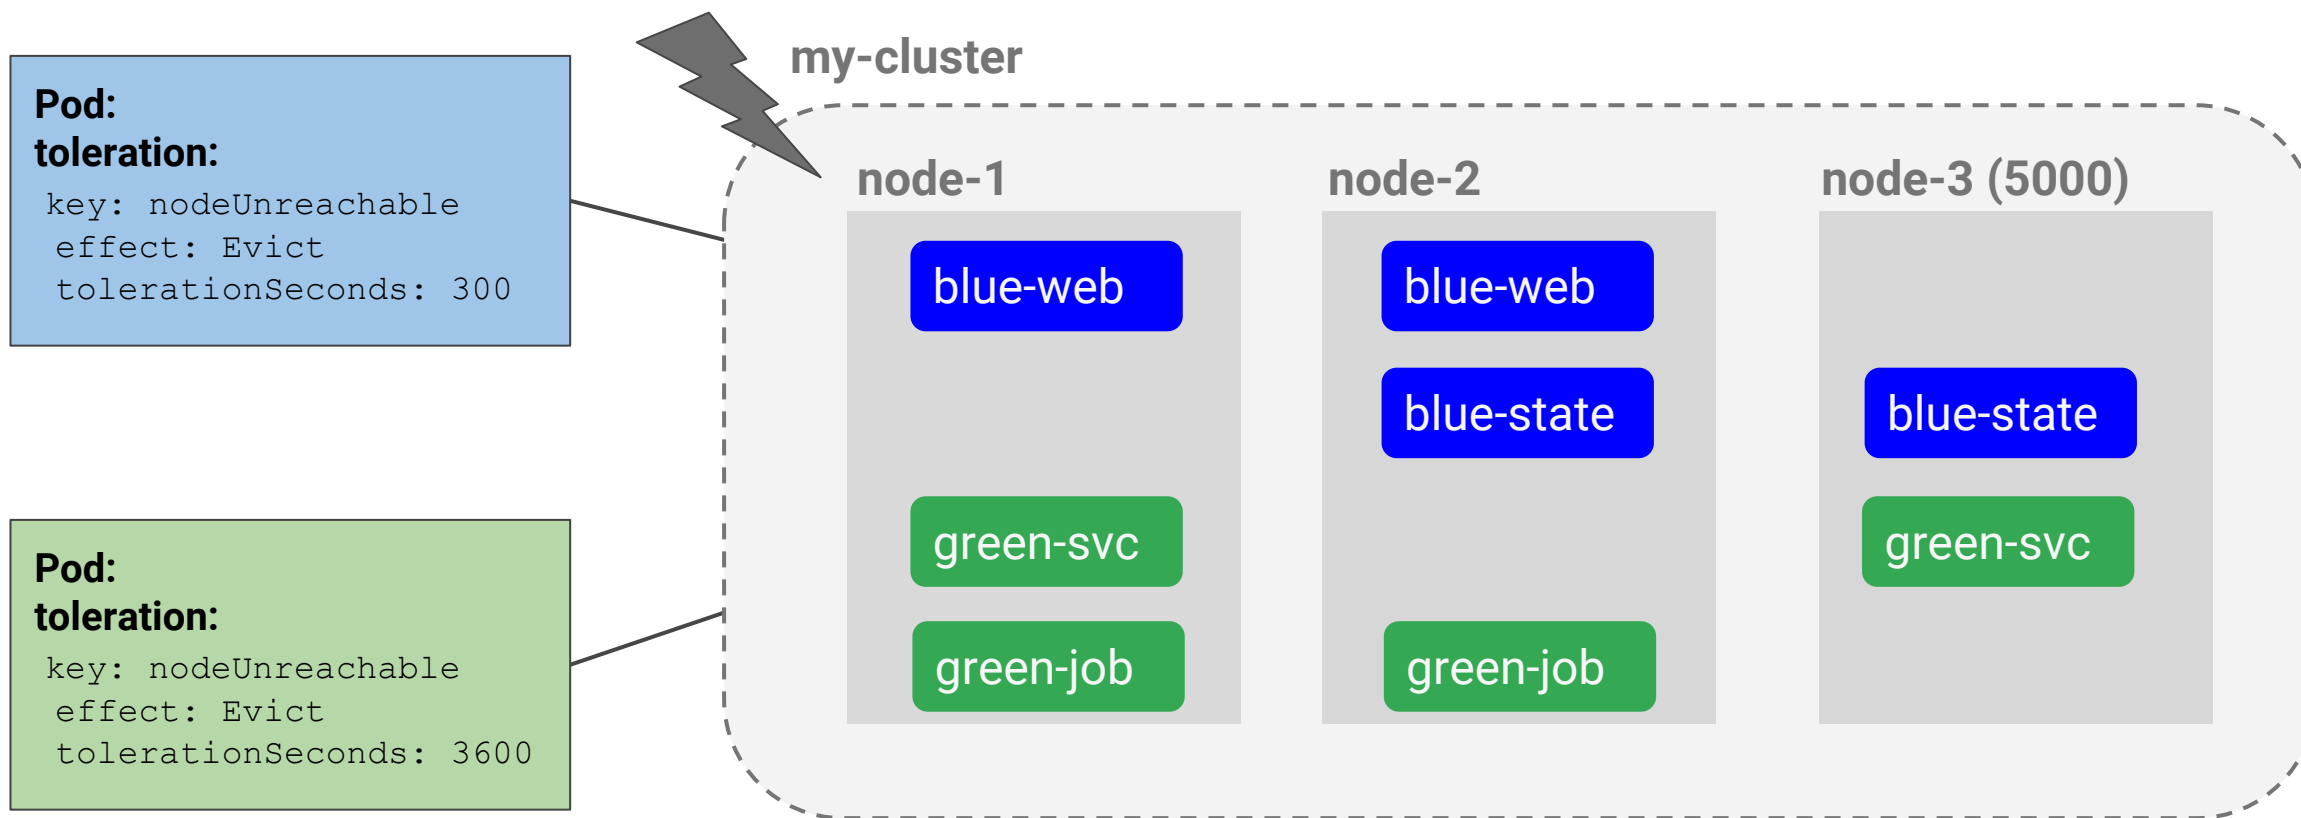 my-cluster
Pod:
toleration:
key: nodeUnreachable
effect: Evict
tolerationSeconds: 300
Pod:
toleration:
key: nodeUnreachable
effect: Evict
tolerationSeconds: 3600
node-1
blue-web
green-svc
green-job
node-2
blue-web
blue-state
green-job
node-3 (5000)
blue-state
green-svc